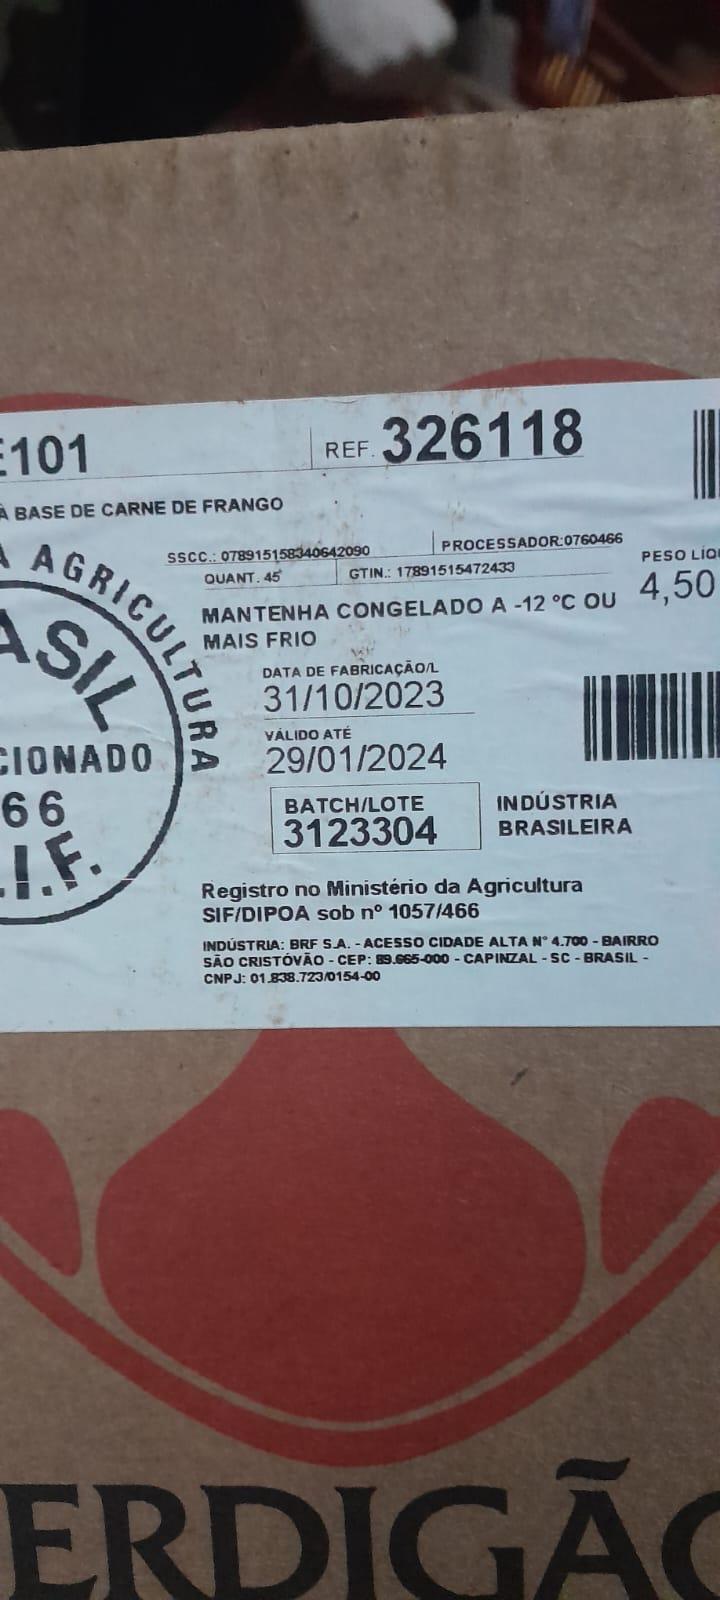 E101
REF. 326118
À BASE DE CARNE DE FRANGO
SSCC.: 078915158340642090
PROCESSADOR:0760466
QUANT. 45
GTIN.: 17891515472433
PESO LÍQ
4,50
MANTENHA CONGELADO A -12 ºC OU
MAIS FRIO
A AGRICULTURA
ASIL
CIONADO
66
.I.F.
DATA DE FABRICAÇÃO/L
31/10/2023
VÁLIDO ATÉ
29/01/2024
BATCH/LOTE
3123304
INDÚSTRIA
BRASILEIRA
Registro no Ministério da Agricultura
SIF/DIPOA sob nº 1057/466
INDÚSTRIA: BRF S.A. - ACESSO CIDADE ALTA N° 4.700 - BAIRRO
SÃO CRISTÓVÃO - CEP: 89.665-000 - CAPINZAL - SC - BRASIL -
CNPJ: 01.838.723/0154-00
ERDIGÃO